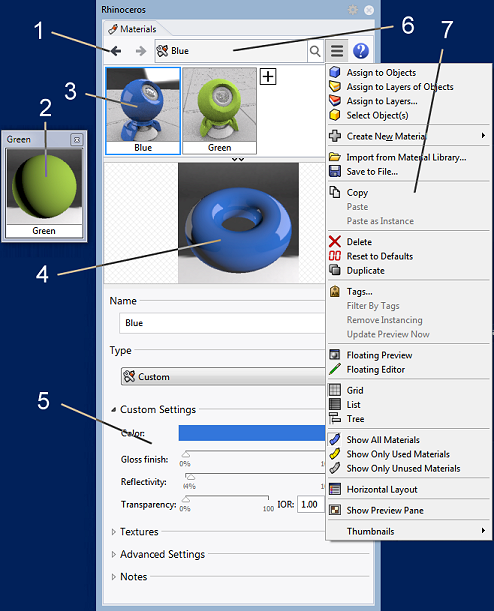 Rhinoceros
Materials
1
Blue
6
7
2
Green
Green
3
Blue
Green
4
Name
Blue
Type
Custom
5
Custom Settings
Color:
Gloss finish:
0%
Reflectivity:
Transparency:
0%
100
IOR:
1.00
Textures
Advanced Settings
Notes
Assign to Objects
Assign to Layers of Objects
Assign to Layers...
Select Object(s)
Create New Material
Import from Material Library...
Save to File...
Copy
Paste
Paste as Instance
Delete
Reset to Defaults
Duplicate
Tags...
Filter By Tags
Remove Instancing
Update Preview Now
Floating Preview
Floating Editor
Grid
List
Tree
Show All Materials
Show Only Used Materials
Show Only Unused Materials
Horizontal Layout
Show Preview Pane
Thumbnails